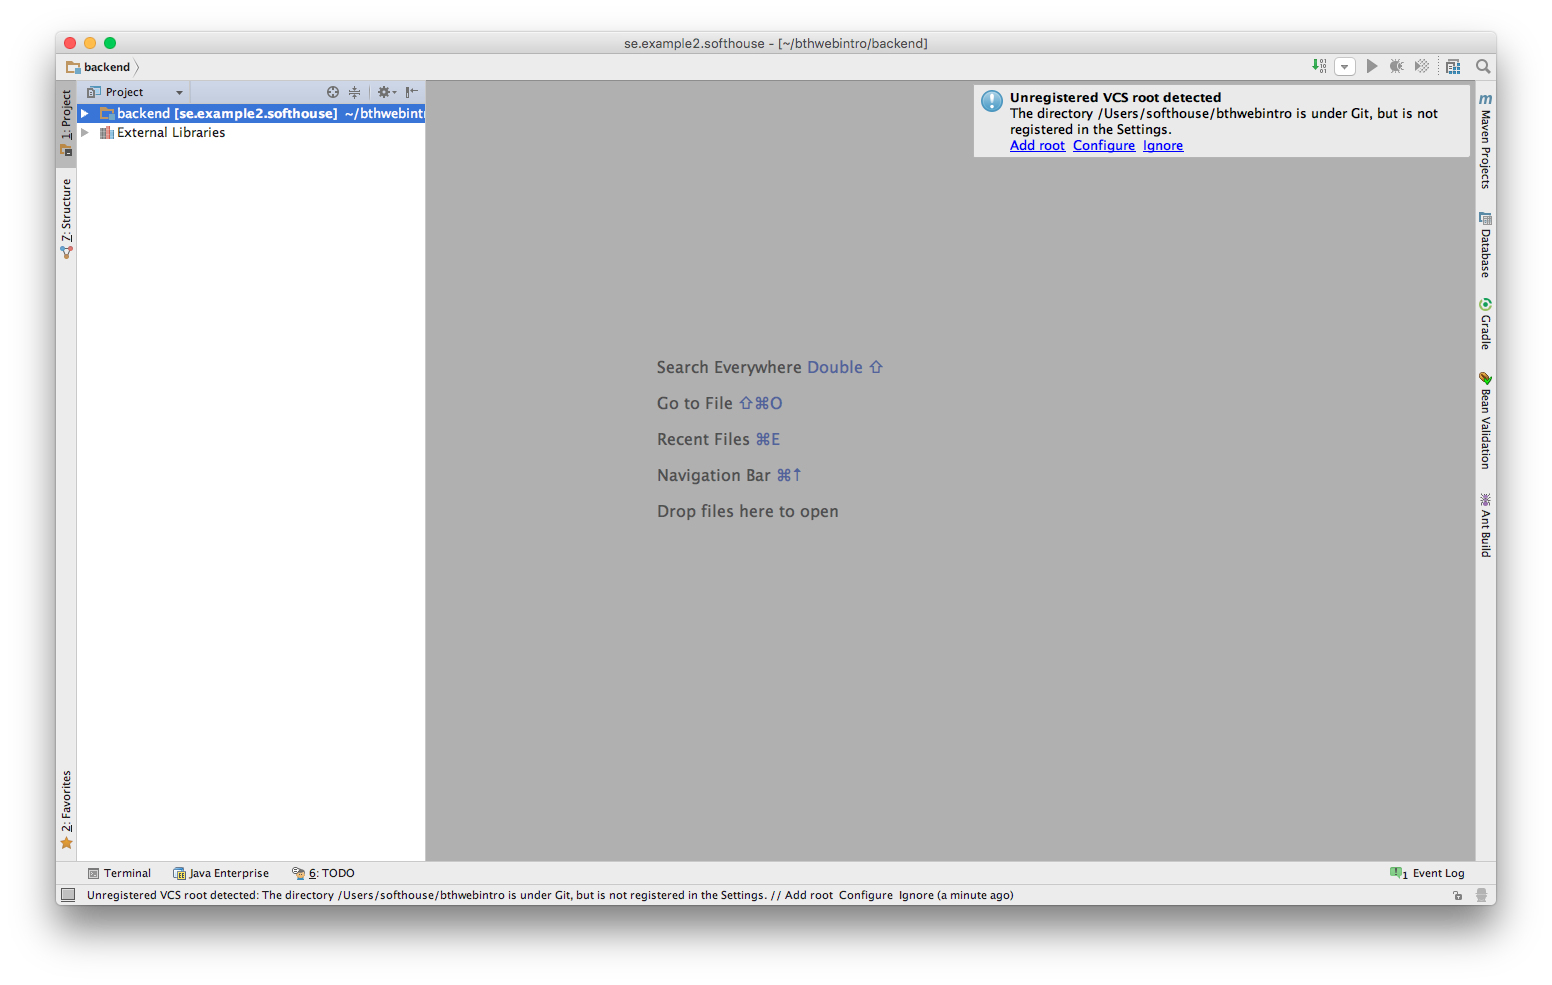 se.example2.softhouse - [~/bthwebintro/backend]
backend
1: Project
Project
backend [se.example2.softhouse] ~/bthwebintr
External Libraries
Z: Structure
2: Favorites
Unregistered VCS root detected
The directory /Users/softhouse/bthwebintro is under Git, but is not
registered in the Settings.
Add root Configure Ignore
Search Everywhere Double ⇧
Go to File ⇧⌘O
Recent Files ⌘E
Navigation Bar ⌘↑
Drop files here to open
m Maven Projects
Database
Gradle
Bean Validation
Ant Build
Terminal Java Enterprise 6: TODO 1 Event Log
Unregistered VCS root detected: The directory /Users/softhouse/bthwebintro is under Git, but is not registered in the Settings. // Add root Configure Ignore (a minute ago)